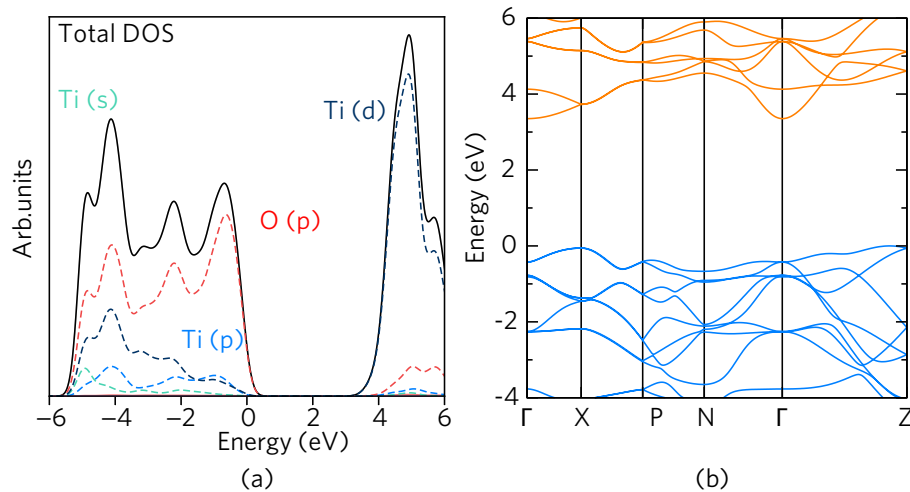 Total DOS
Ti (s)
Ti (d)
O (p)
Ti (p)
Arb.units
−6 −4 −2 0 2 4 6
Energy (eV)
(a)
6
4
2
0
−2
−4
Energy (eV)
Γ X P N Γ Z
(b)